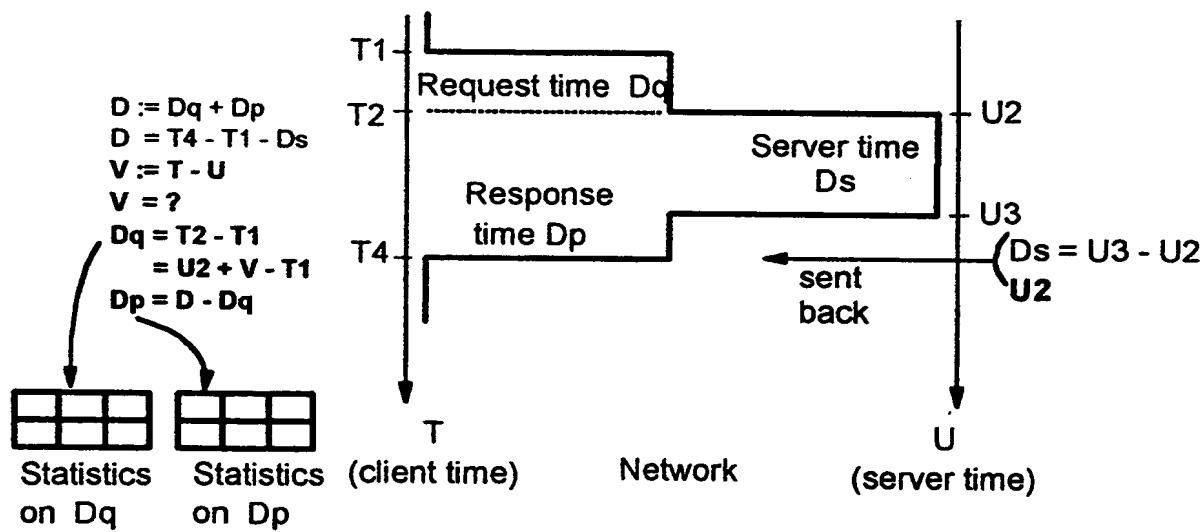 T1
Request time Dq
T2
U2
D := Dq + Dp
D = T4 - T1 - Ds
V := T - U
V = ?
Dq = T2 - T1
= U2 + V - T1
Dp = D - Dq
Server time
Ds
Response
time Dp
U3
T4
Ds = U3 - U2
U2
sent
back
T
(client time)
Network
U
(server time)
Statistics
on Dq
Statistics
on Dp